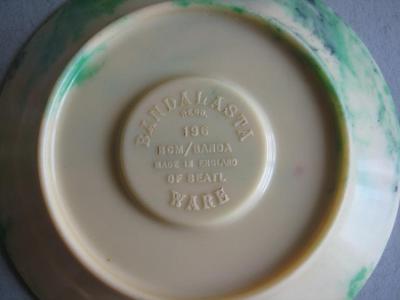 BANDALASTA
REGD.
196
BCM/BANDA
MADE IN ENGLAND
OF BEATL
WARE